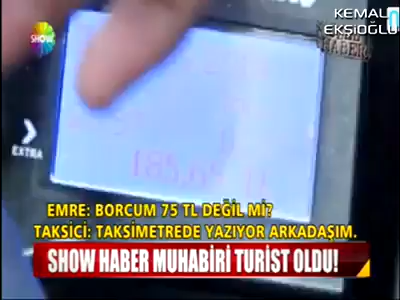 SHOW
KEMAL
EKŞİOĞLU
HABER
EXTRA
EMRE: BORCUM 75 TL DEĞİL Mİ?
TAKSİCİ: TAKSİMETREDE YAZIYOR ARKADAŞIM.
SHOW HABER MUHABİRİ TURİST OLDU!